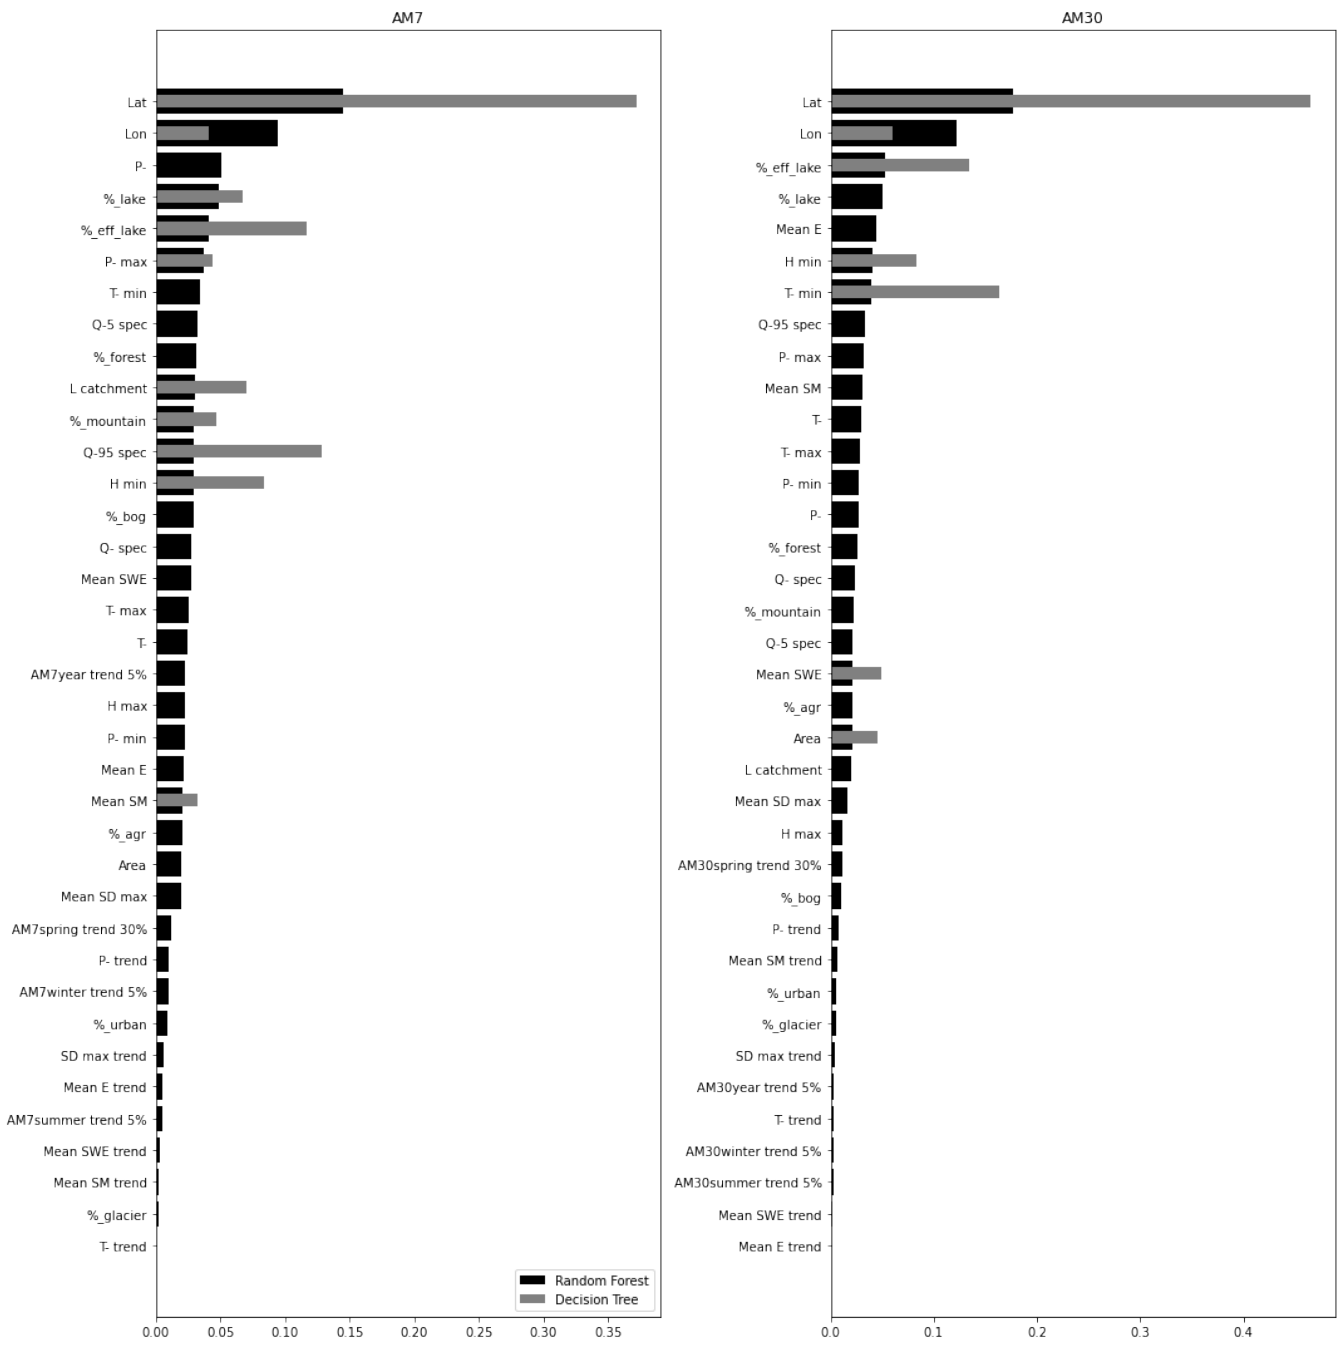 AM7
Lat
Lon
P-
%_lake
%_eff_lake
P- max
T- min
Q-5 spec
%_forest
L catchment
%_mountain
Q-95 spec
H min
%_bog
Q- spec
Mean SWE
T- max
T-
AM7year trend 5%
H max
P- min
Mean E
Mean SM
%_agr
Area
Mean SD max
AM7spring trend 30%
P- trend
AM7winter trend 5%
%_urban
SD max trend
Mean E trend
AM7summer trend 5%
Mean SWE trend
Mean SM trend
%_glacier
T- trend
Random Forest
Decision Tree
0.00 0.05 0.10 0.15 0.20 0.25 0.30 0.35
AM30
Lat
Lon
%_eff_lake
%_lake
Mean E
H min
T- min
Q-95 spec
P- max
Mean SM
T-
T- max
P- min
P-
%_forest
Q- spec
%_mountain
Q-5 spec
Mean SWE
%_agr
Area
L catchment
Mean SD max
H max
AM30spring trend 30%
%_bog
P- trend
Mean SM trend
%_urban
%_glacier
SD max trend
AM30year trend 5%
T- trend
AM30winter trend 5%
AM30summer trend 5%
Mean SWE trend
Mean E trend
0.0 0.1 0.2 0.3 0.4